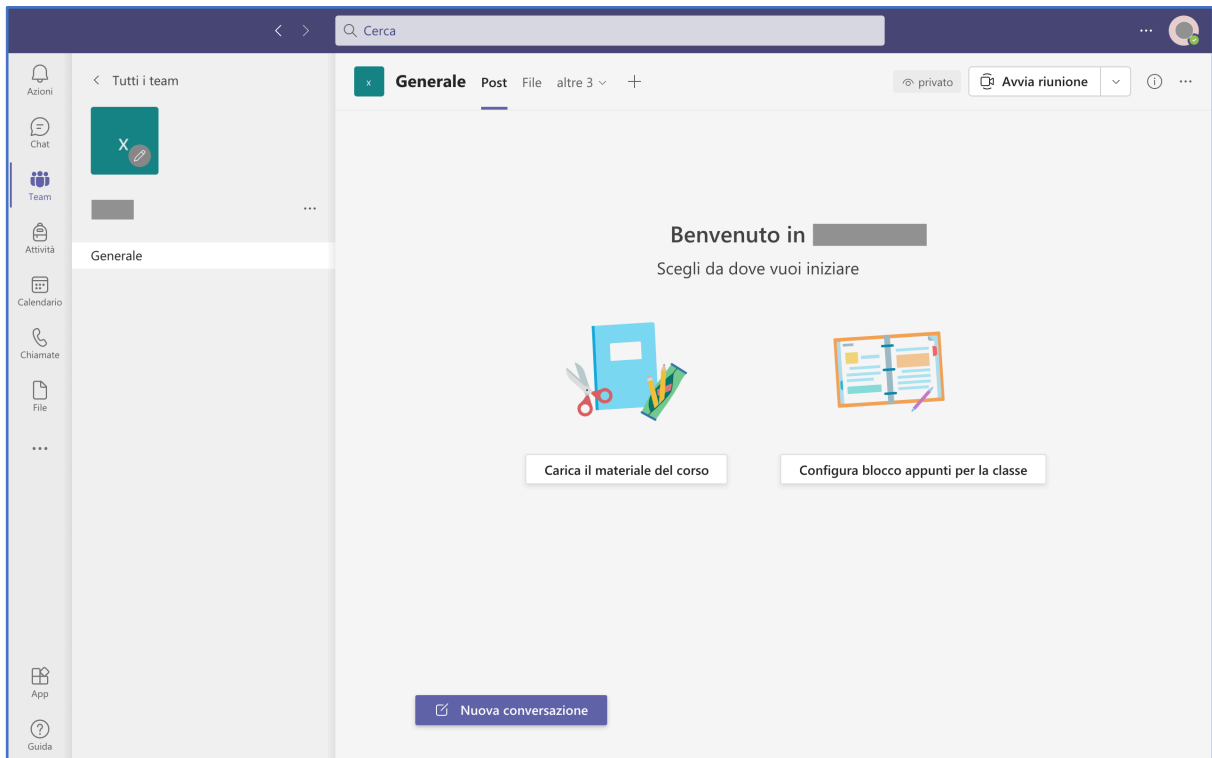 Cerca
Azioni
Chat
Team
Attività
Calendario
Chiamate
File
App
Guida
Tutti i team
X
Generale
x
Generale Post File altre 3
privato
Avvia riunione
Benvenuto in
Scegli da dove vuoi iniziare
Carica il materiale del corso
Configura blocco appunti per la classe
Nuova conversazione